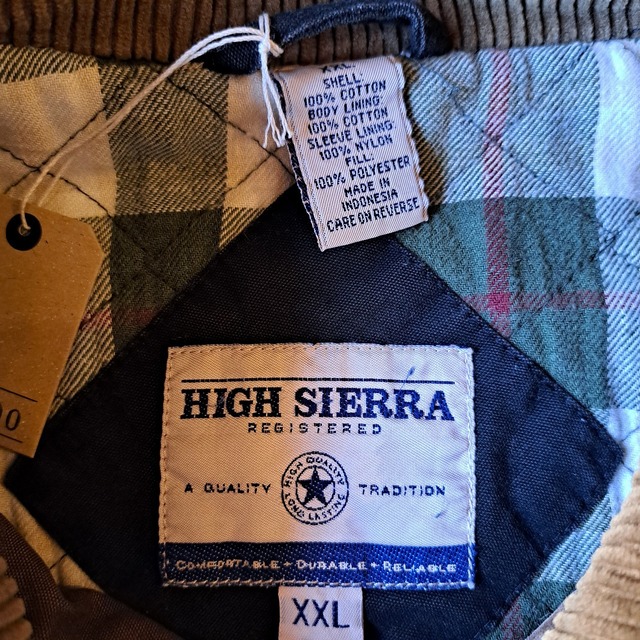 XXL
SHELL:
100% COTTON
BODY LINING:
100% COTTON
SLEEVE LINING:
100% NYLON
FILL:
100% POLYESTER
MADE IN
INDONESIA
CARE ON REVERSE
HIGH SIERRA
REGISTERED
A QUALITY TRADITION
HIGH QUALITY
LONG LASTING
COMFORTABLE + DURABLE + RELIABLE
XXL